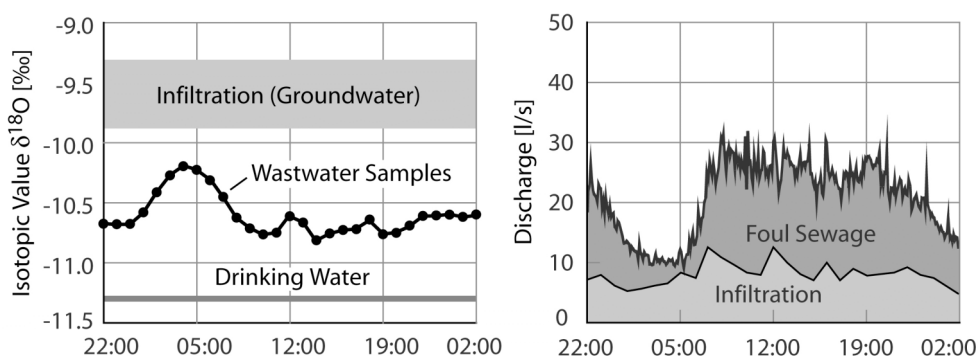 -9.0
-9.5
-10.0
-10.5
-11.0
-11.5
Isotopic Value δ¹⁸O [‰]
Infiltration (Groundwater)
Wastwater Samples
Drinking Water
22:00 05:00 12:00 19:00 02:00
50
40
30
20
10
0
Discharge [l/s]
Foul Sewage
Infiltration
22:00 05:00 12:00 19:00 02:00